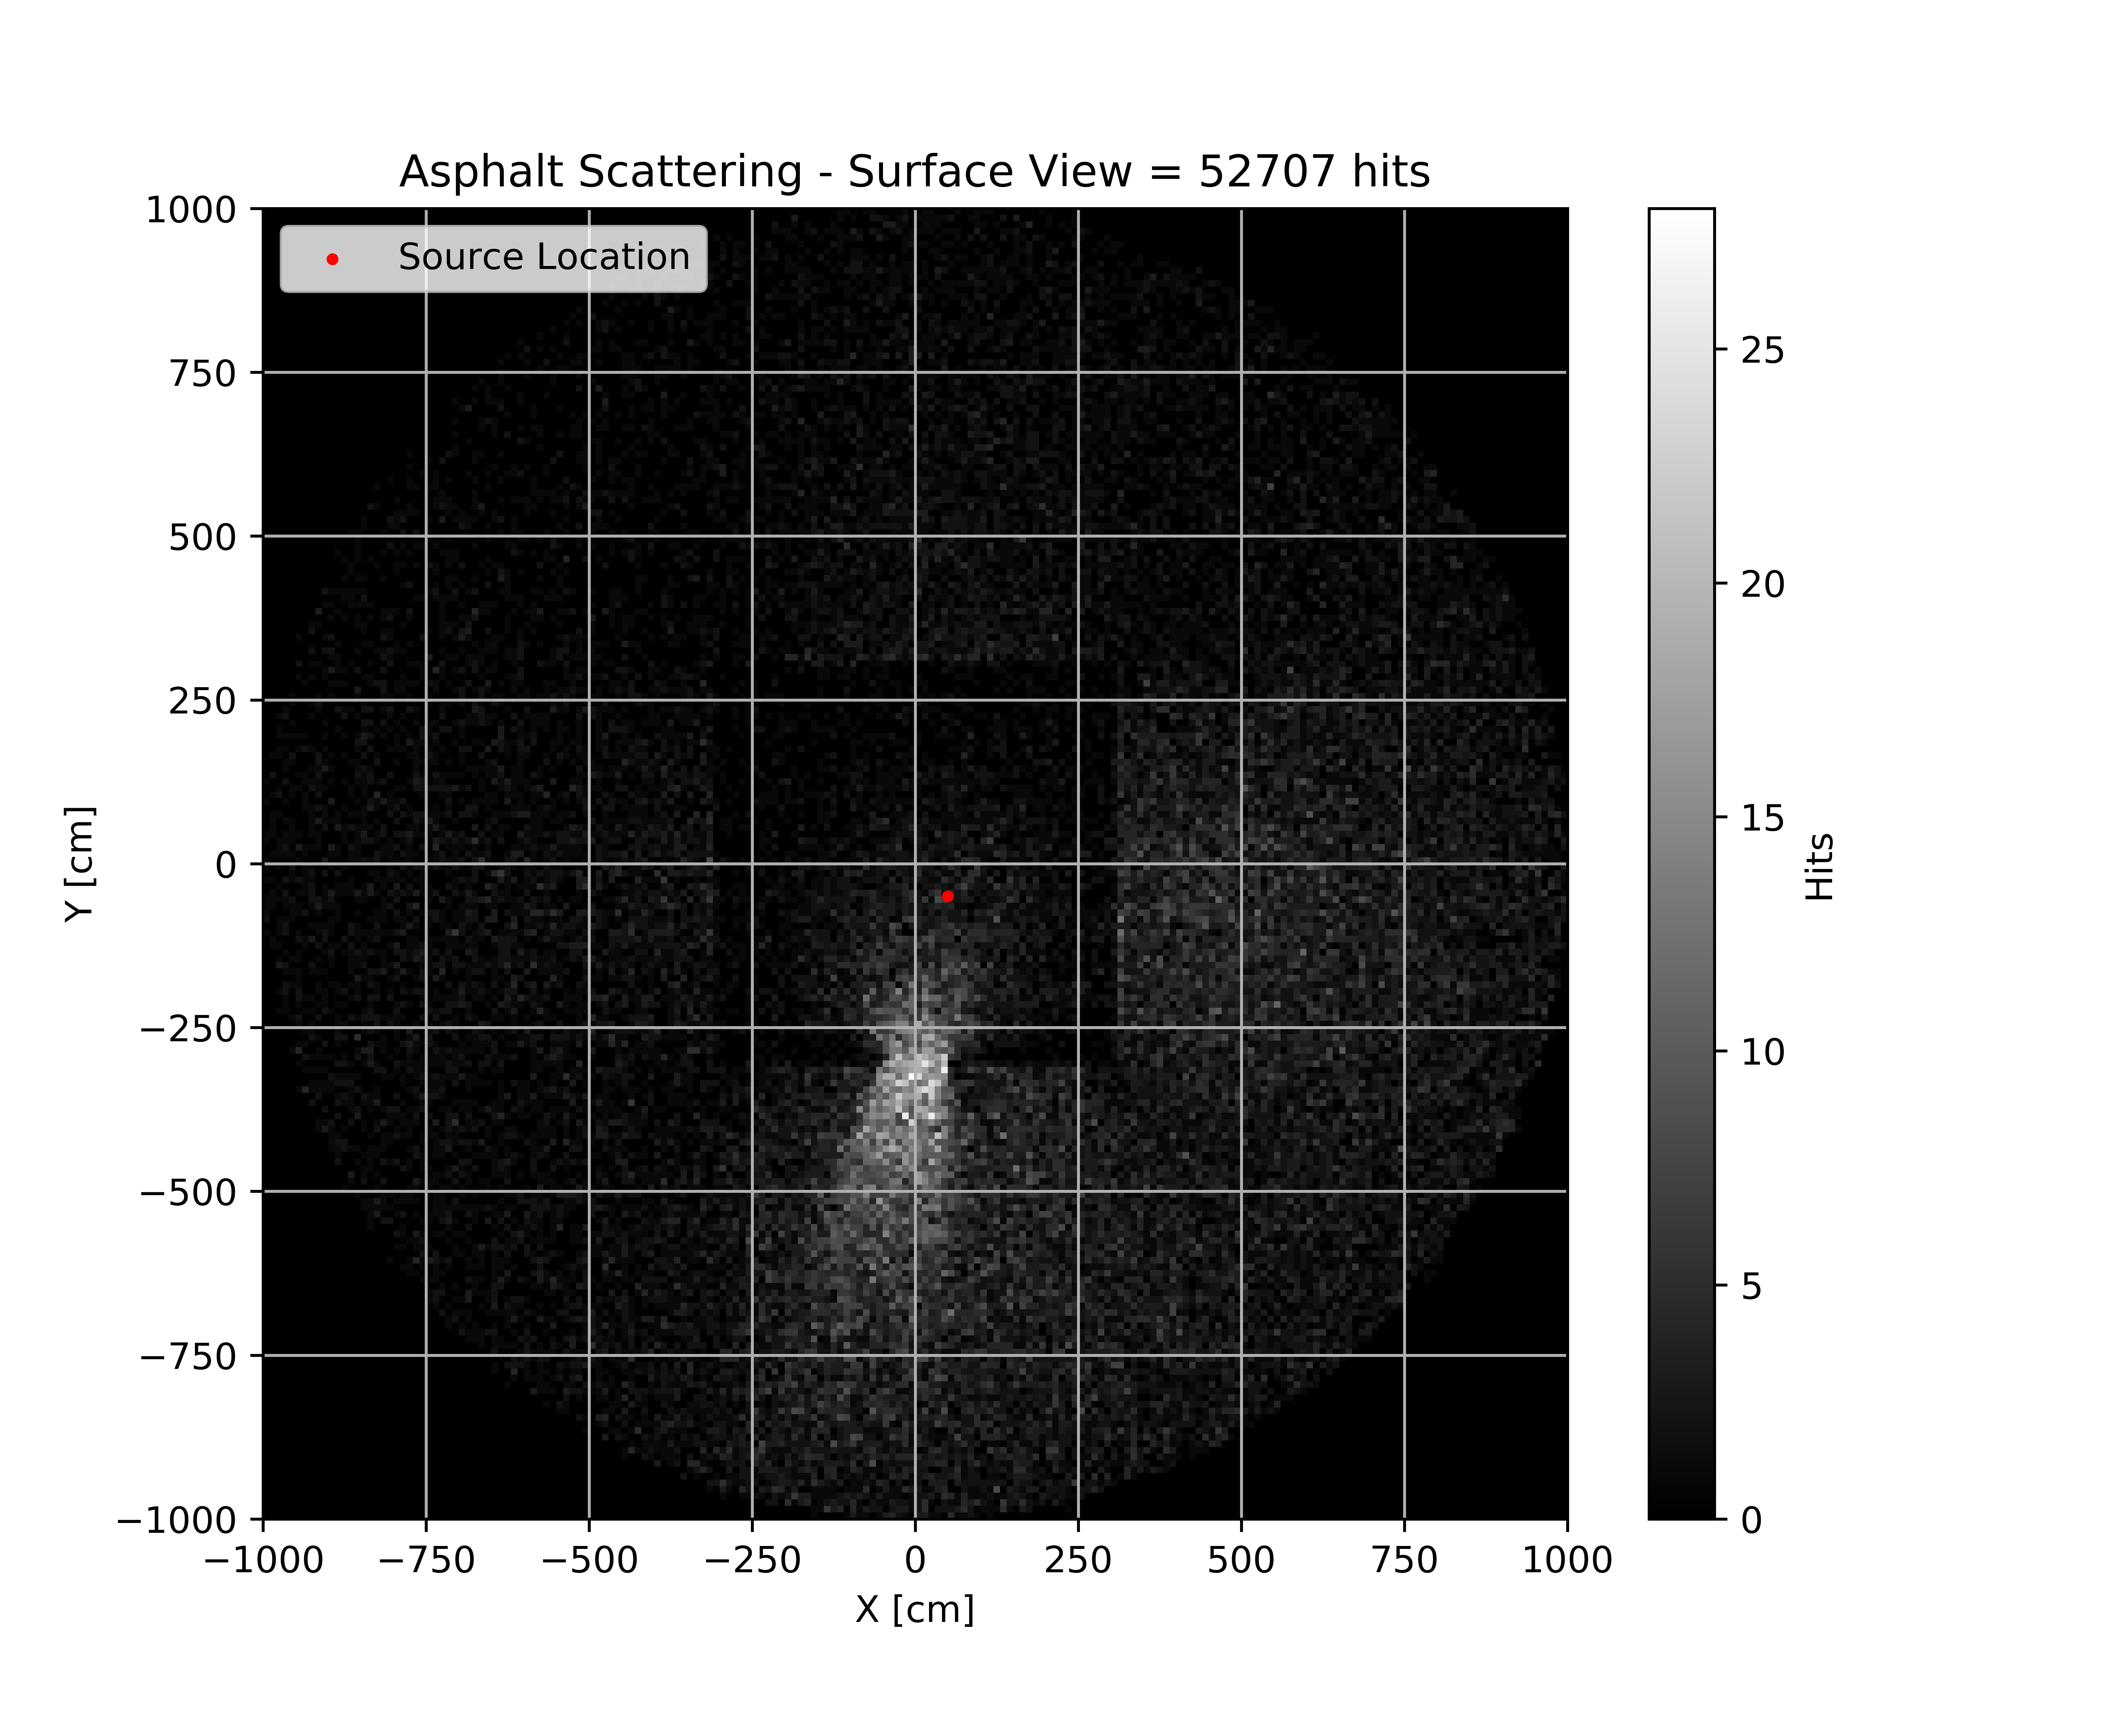 Asphalt Scattering - Surface View = 52707 hits
Source Location
1000
750
500
250
0
−250
−500
−750
−1000
Y [cm]
−1000 −750 −500 −250 0 250 500 750 1000
X [cm]
25
20
15
10
5
0
Hits